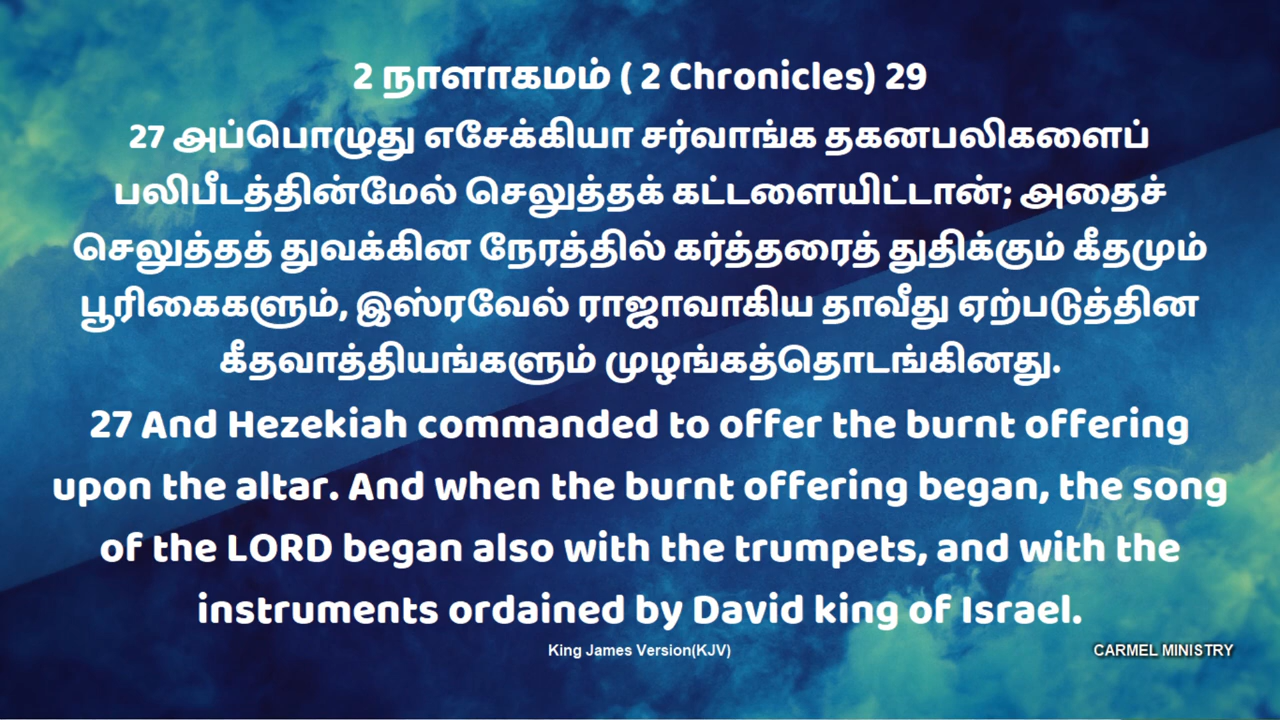 2 நாளாகமம் ( 2 Chronicles) 29
27 அப்பொழுது எசேக்கியா சர்வாங்க தகனபலிகளைப்
பலிபீடத்தின்மேல் செலுத்தக் கட்டளையிட்டான்; அதைச்
செலுத்தத் துவக்கின நேரத்தில் கர்த்தரைத் துதிக்கும் கீதமும்
பூரிகைகளும், இஸ்ரவேல் ராஜாவாகிய தாவீது ஏற்படுத்தின
கீதவாத்தியங்களும் முழங்கத்தொடங்கினது.
27 And Hezekiah commanded to offer the burnt offering
upon the altar. And when the burnt offering began, the song
of the LORD began also with the trumpets, and with the
instruments ordained by David king of Israel.
King James Version(KJV)
CARMEL MINISTRY